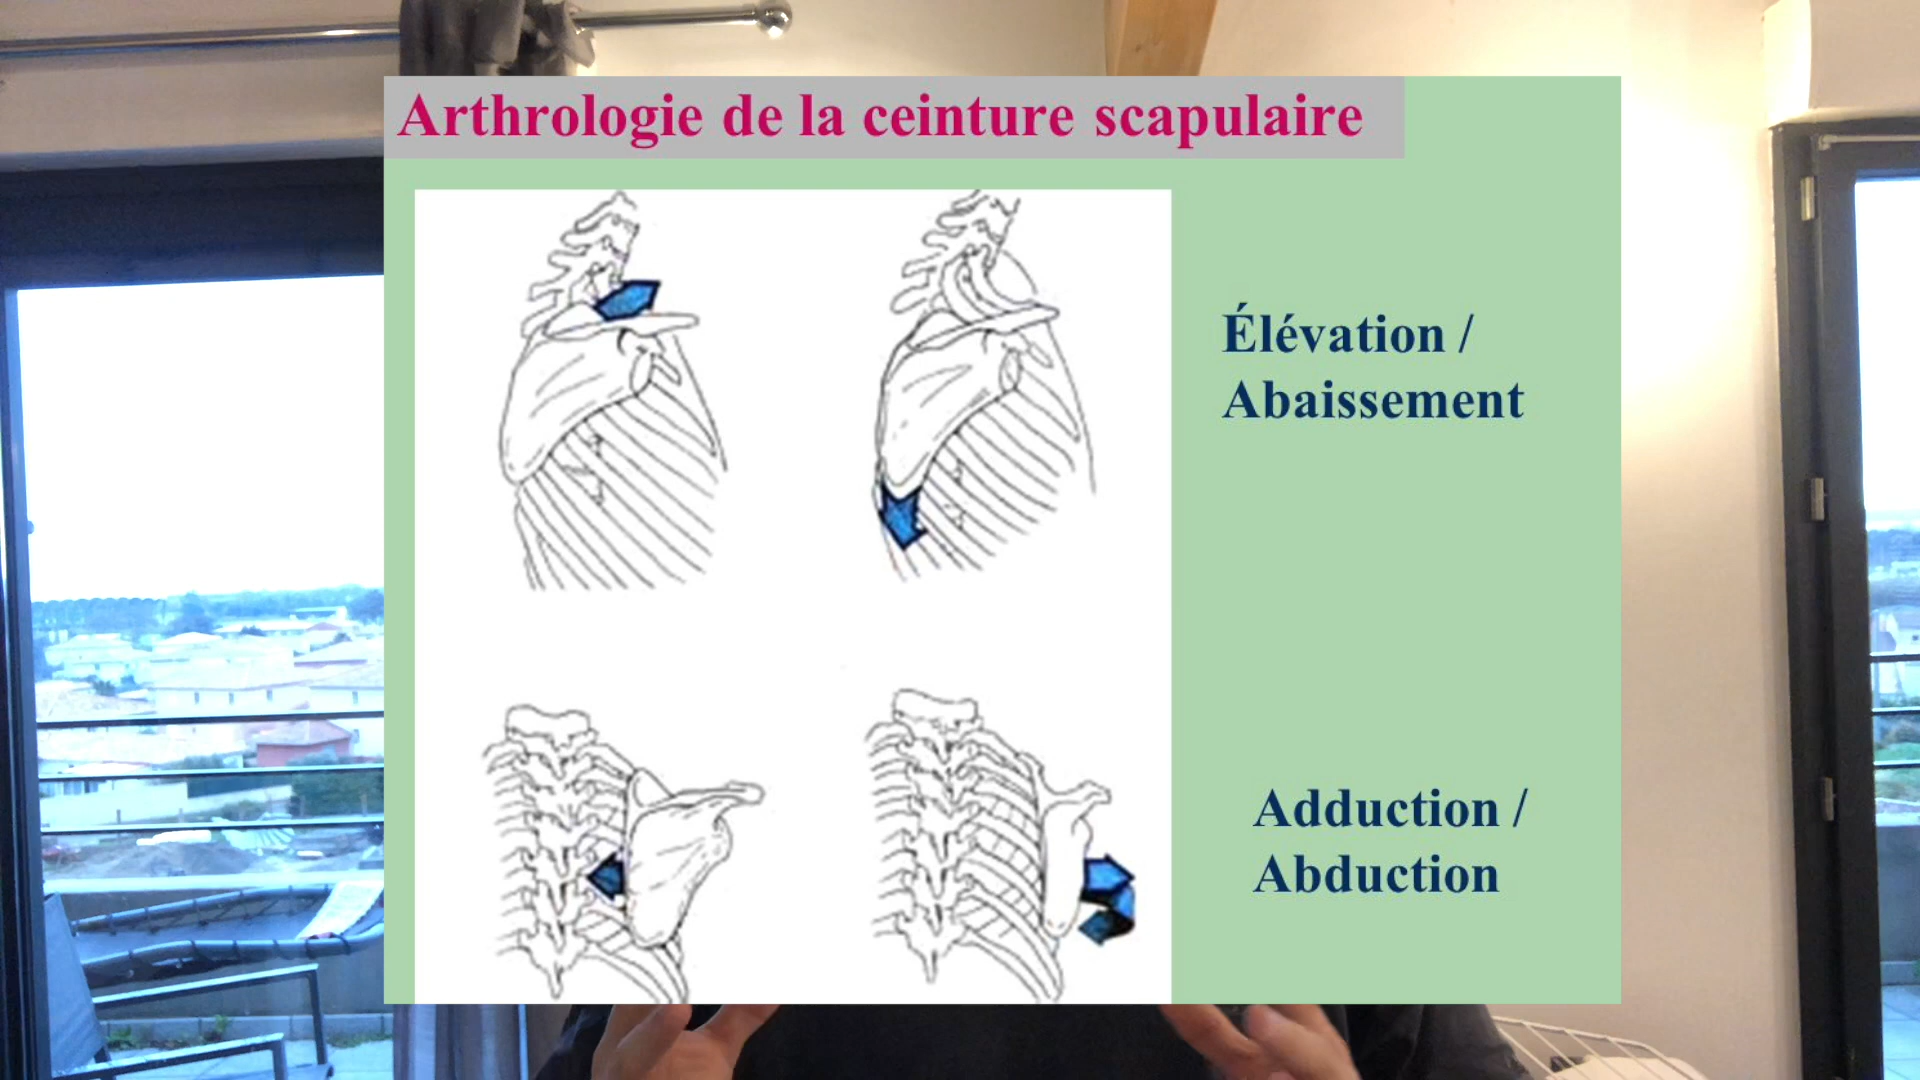 Arthrologie de la ceinture scapulaire
Élévation /
Abaissement
Adduction /
Abduction